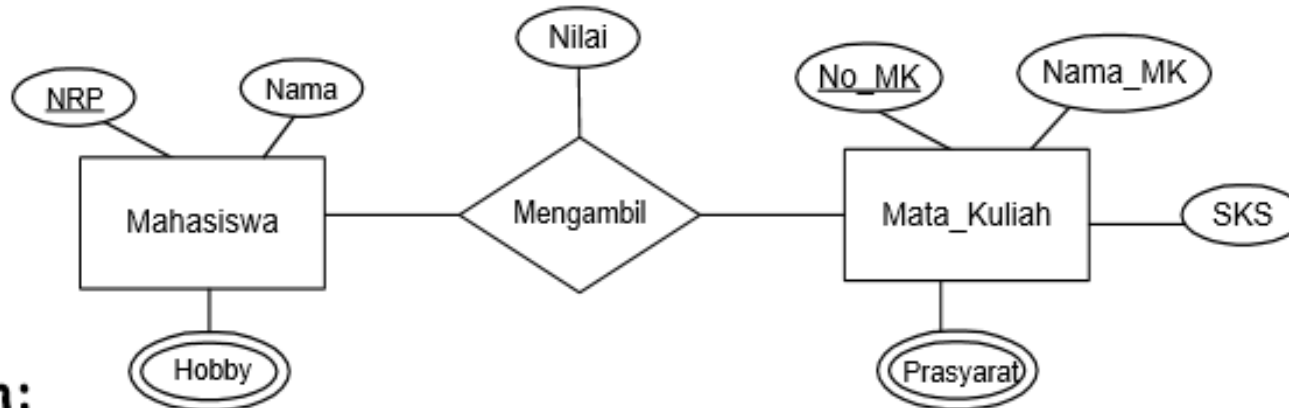 Nilai
NRP
Nama
No_MK
Nama_MK
Mahasiswa
Mengambil
Mata_Kuliah
SKS
Hobby
Prasyarat